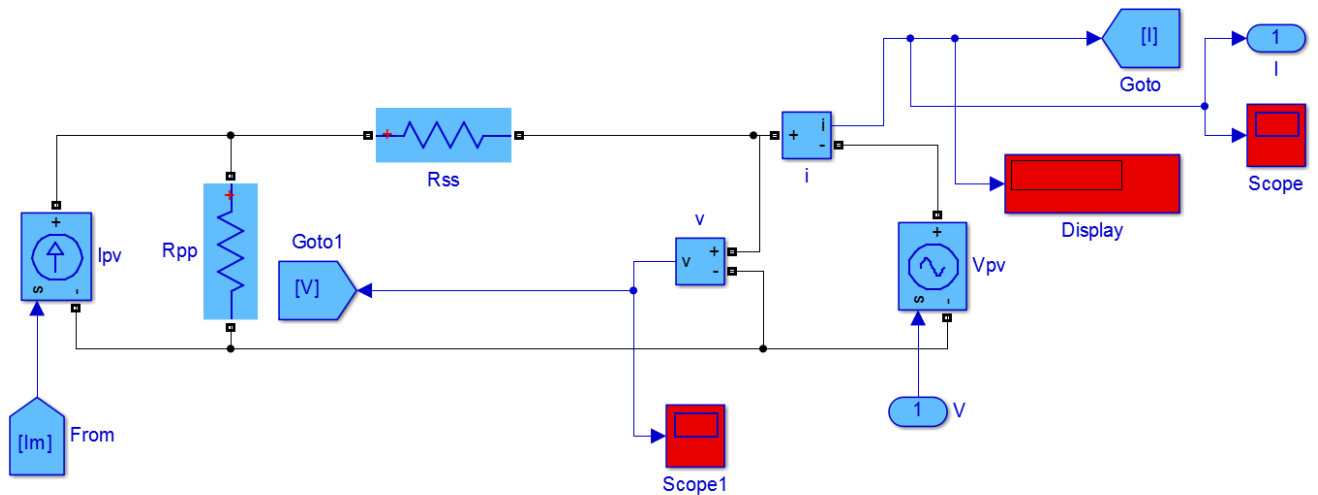 [I]
Goto
1
I
Scope
Display
+
i
-
i
+
Rss
+
Rpp
Goto1
[V]
v
v
+
-
+
Ipv
s
-
+
Vpv
s
-
[Im]
From
1
V
Scope1